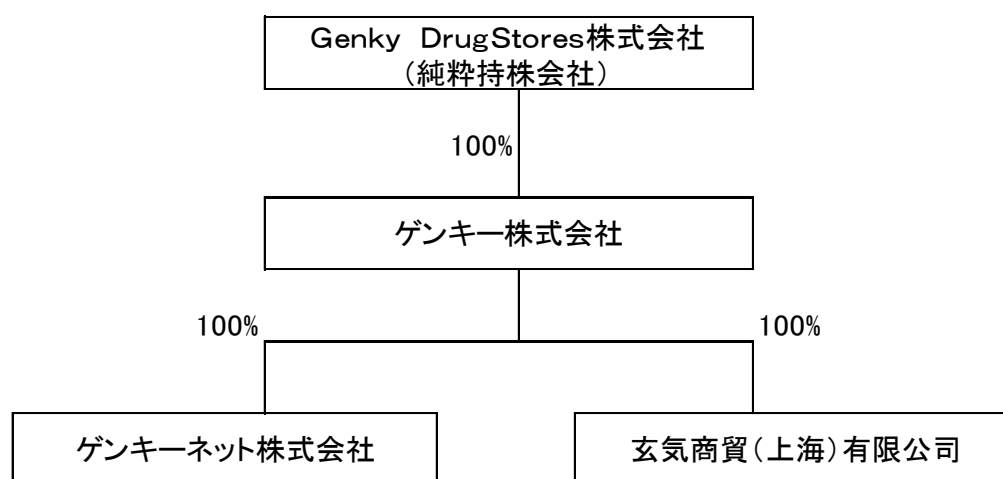 Ｇｅｎｋｙ　ＤｒｕｇＳｔｏｒｅｓ株式会社
（純粋持株会社）
100%
ゲンキー株式会社
100%
100%
ゲンキーネット株式会社
玄気商貿（上海）有限公司